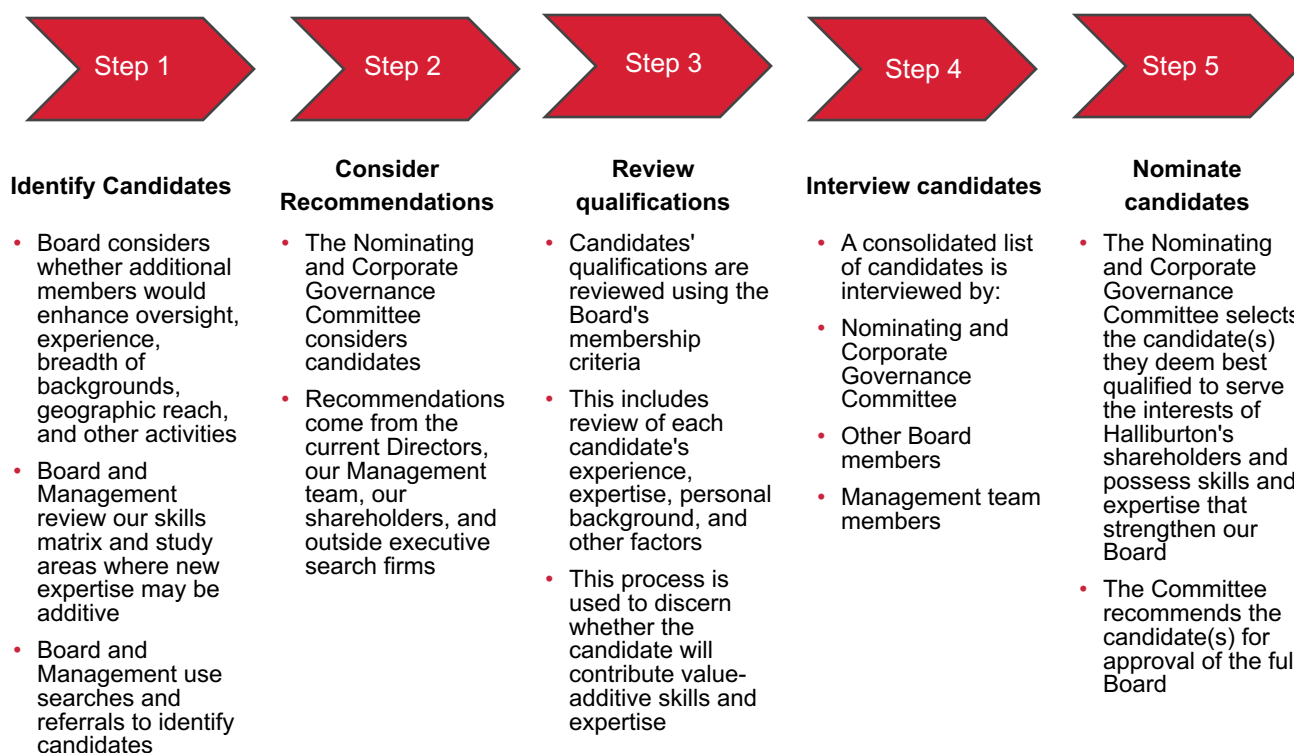 Step 1
Identify Candidates
• Board considers
whether additional
members would
enhance oversight,
experience,
breadth of
backgrounds,
geographic reach,
and other activities
• Board and
Management
review our skills
matrix and study
areas where new
expertise may be
additive
• Board and
Management use
searches and
referrals to identify
candidates
Step 2
Consider
Recommendations
• The Nominating
and Corporate
Governance
Committee
considers
candidates
• Recommendations
come from the
current Directors,
our Management
team, our
shareholders, and
outside executive
search firms
Step 3
Review
qualifications
• Candidates'
qualifications are
reviewed using the
Board's
membership
criteria
• This includes
review of each
candidate's
experience,
expertise, personal
background, and
other factors
• This process is
used to discern
whether the
candidate will
contribute value-
additive skills and
expertise
Step 4
Interview candidates
• A consolidated list
of candidates is
interviewed by:
• Nominating and
Corporate
Governance
Committee
• Other Board
members
• Management team
members
Step 5
Nominate
candidates
• The Nominating
and Corporate
Governance
Committee selects
the candidate(s)
they deem best
qualified to serve
the interests of
Halliburton's
shareholders and
possess skills and
expertise that
strengthen our
Board
• The Committee
recommends the
candidate(s) for
approval of the full
Board